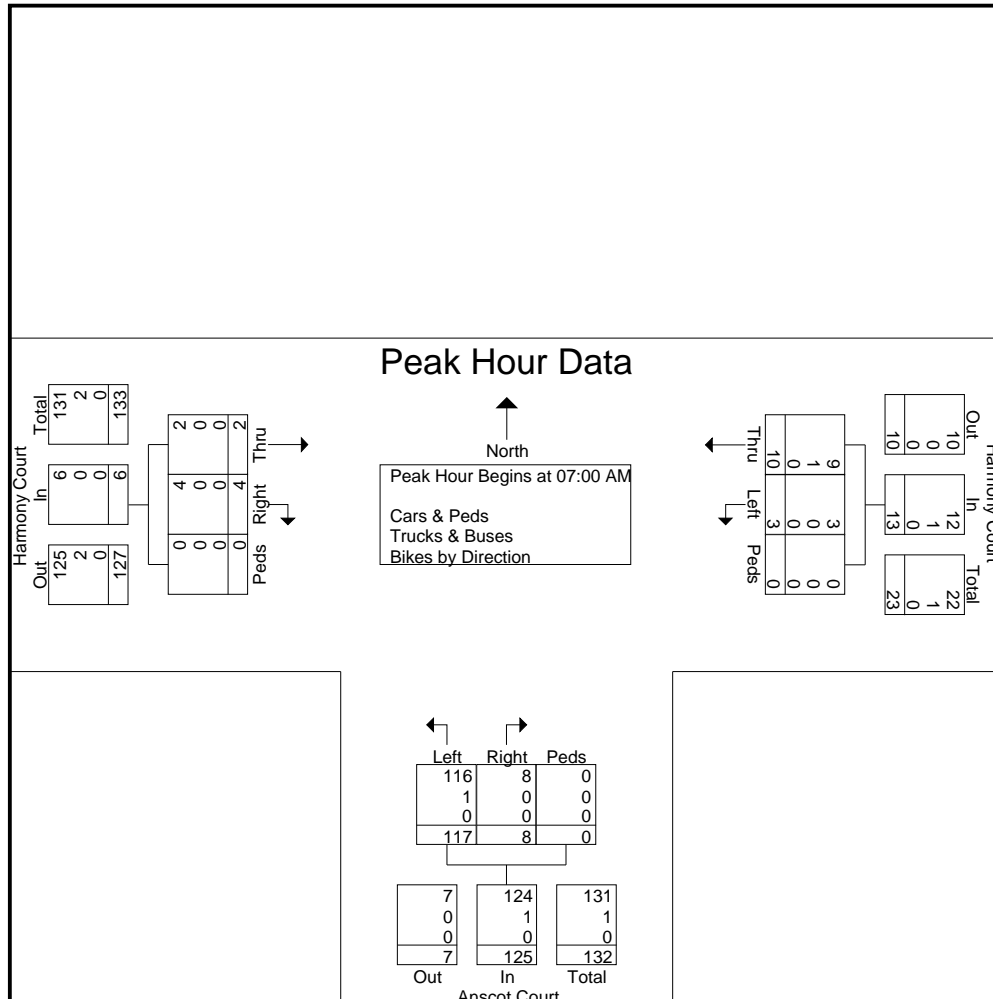 Peak Hour Data
North
Peak Hour Begins at 07:00 AM
Cars & Peds
Trucks & Buses
Bikes by Direction
Harmony Court
Total
131 2 0 133
In
6 0 0 6
Out
125 2 0 127
Thru
2 0 0 2
Right
4 0 0 4
Peds
0 0 0 0
Harmony Court
Out
10 0 0 10
In
12 1 0 13
Total
22 1 0 23
Thru
9 1 0 10
Left
3 0 0 3
Peds
0 0 0 0
Left Right Peds
116 8 0
1 0 0
0 0 0
117 8 0
7 124 131
0 1 1
0 0 0
7 125 132
Out In Total
Anscot Court